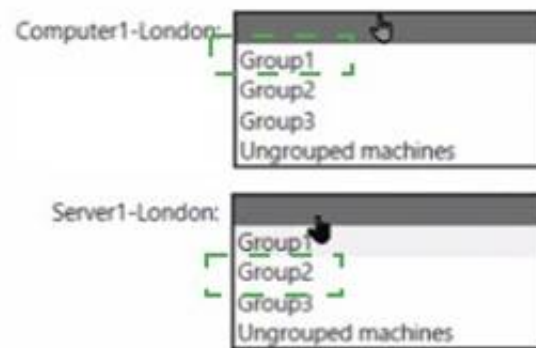 Computer1-London:
Group1
Group2
Group3
Ungrouped machines
Server1-London:
Group1
Group2
Group3
Ungrouped machines